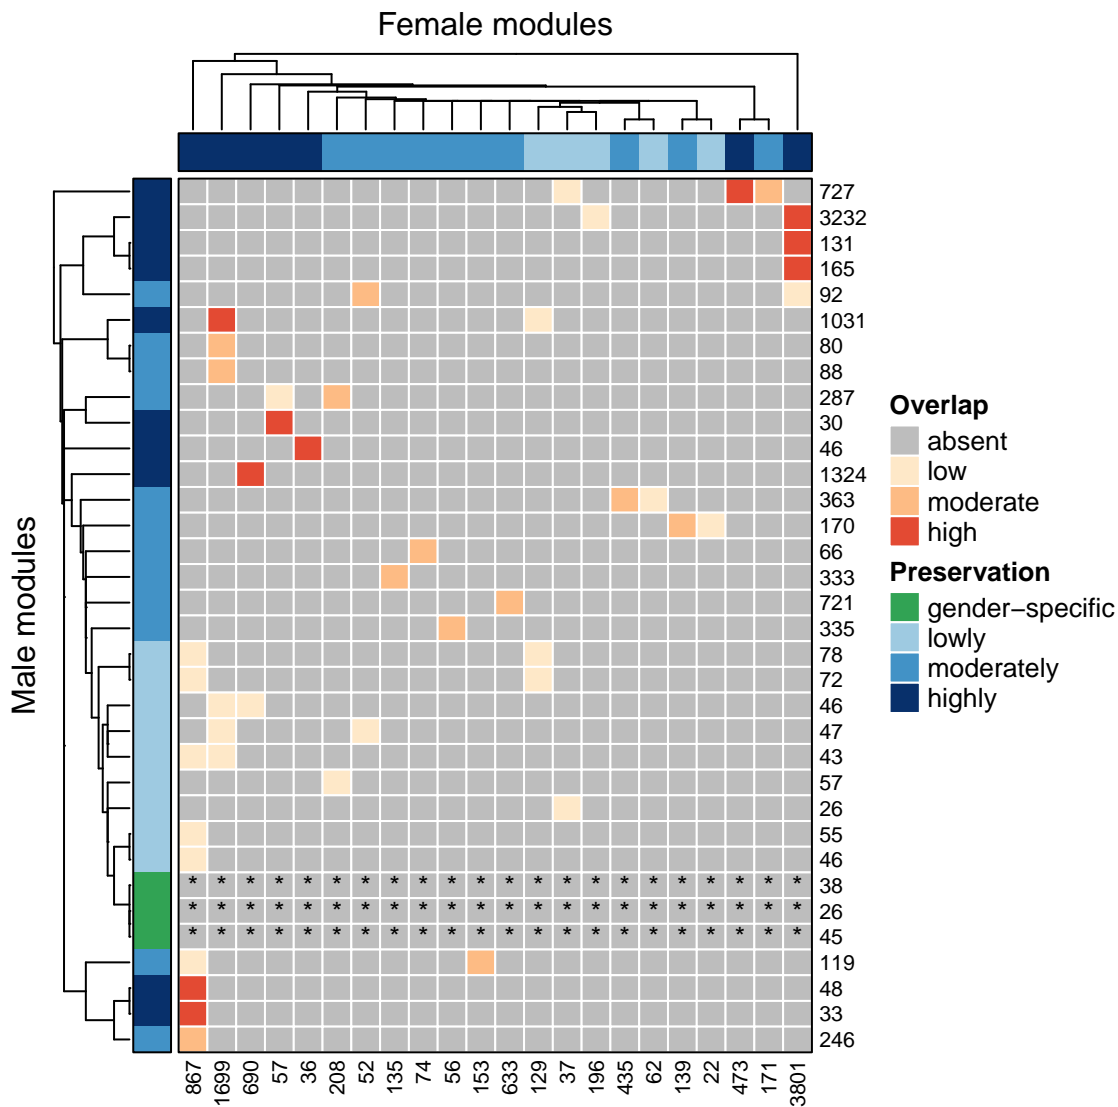 Female modules
727
3232
131
165
92
1031
80
88
287
30
46
1324
363
170
66
333
721
335
78
72
46
47
43
57
26
55
46
* * * * * * * * * * * * * * * * * * * * * * 38
* * * * * * * * * * * * * * * * * * * * * * 26
* * * * * * * * * * * * * * * * * * * * * * 45
119
48
33
246
Male modules
867 1699 690 57 36 208 52 135 74 56 153 633 129 37 196 435 62 139 22 473 171 3801
Overlap
absent
low
moderate
high
Preservation
gender−specific
lowly
moderately
highly